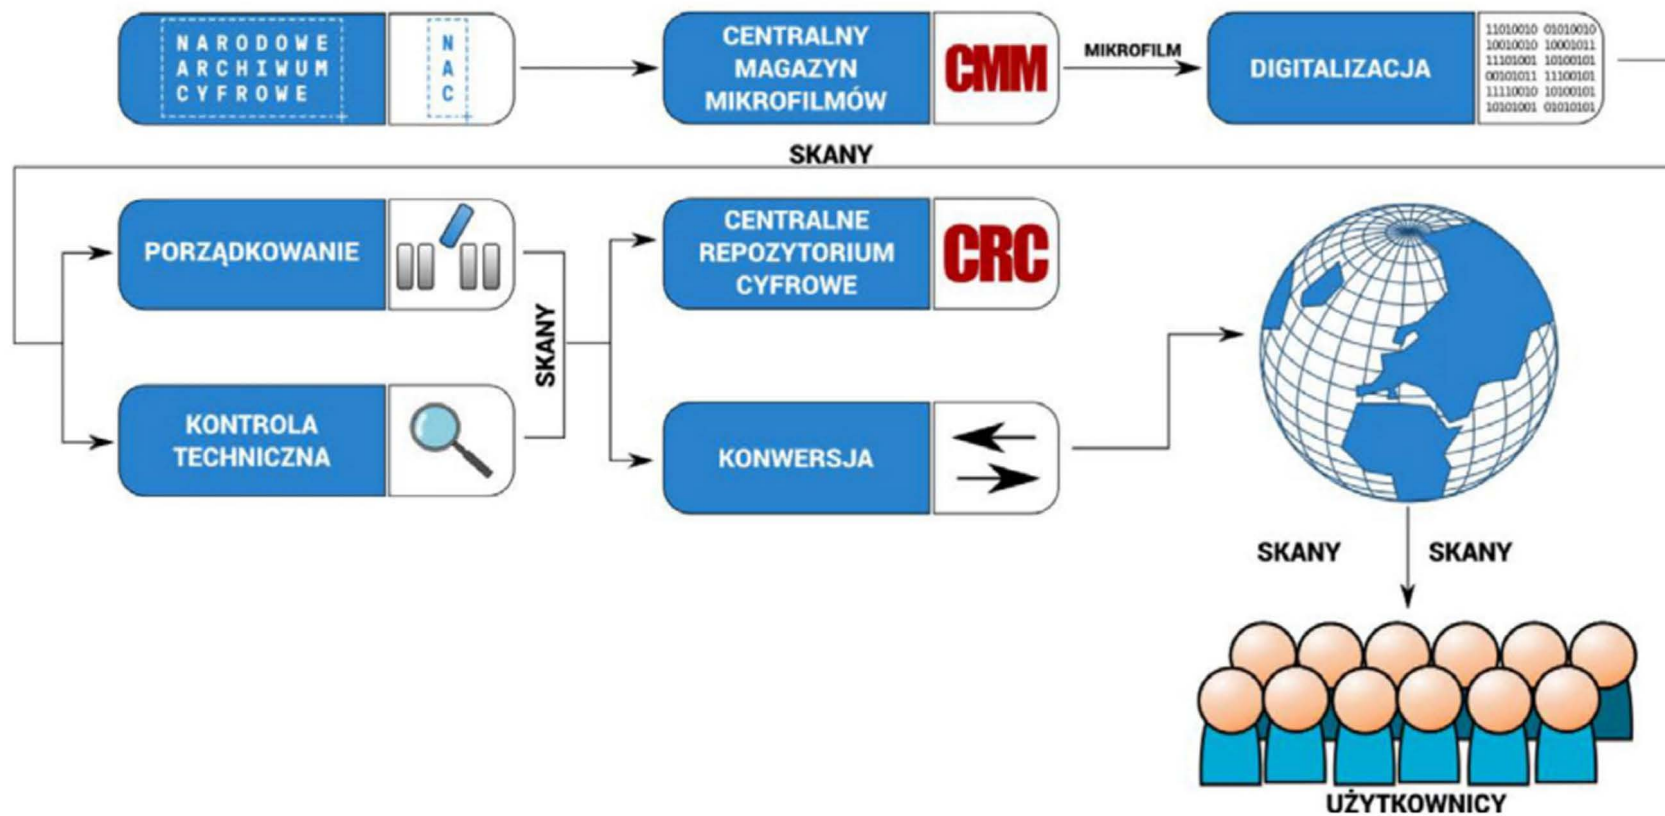 NARODOWE
ARCHIWUM
CYFROWE
N
A
C
CENTRALNY
MAGAZYN
MIKROFILMÓW
CMM
MIKROFILM
DIGITALIZACJA
11010010 01010010
10010010 10001011
11101001 10100101
00101011 11100101
11110010 10100101
10101001 01010101
SKANY
PORZĄDKOWANIE
CENTRALNE
REPOZYTORIUM
CYFROWE
CRC
SKANY
KONTROLA
TECHNICZNA
KONWERSJA
SKANY
SKANY
UŻYTKOWNICY